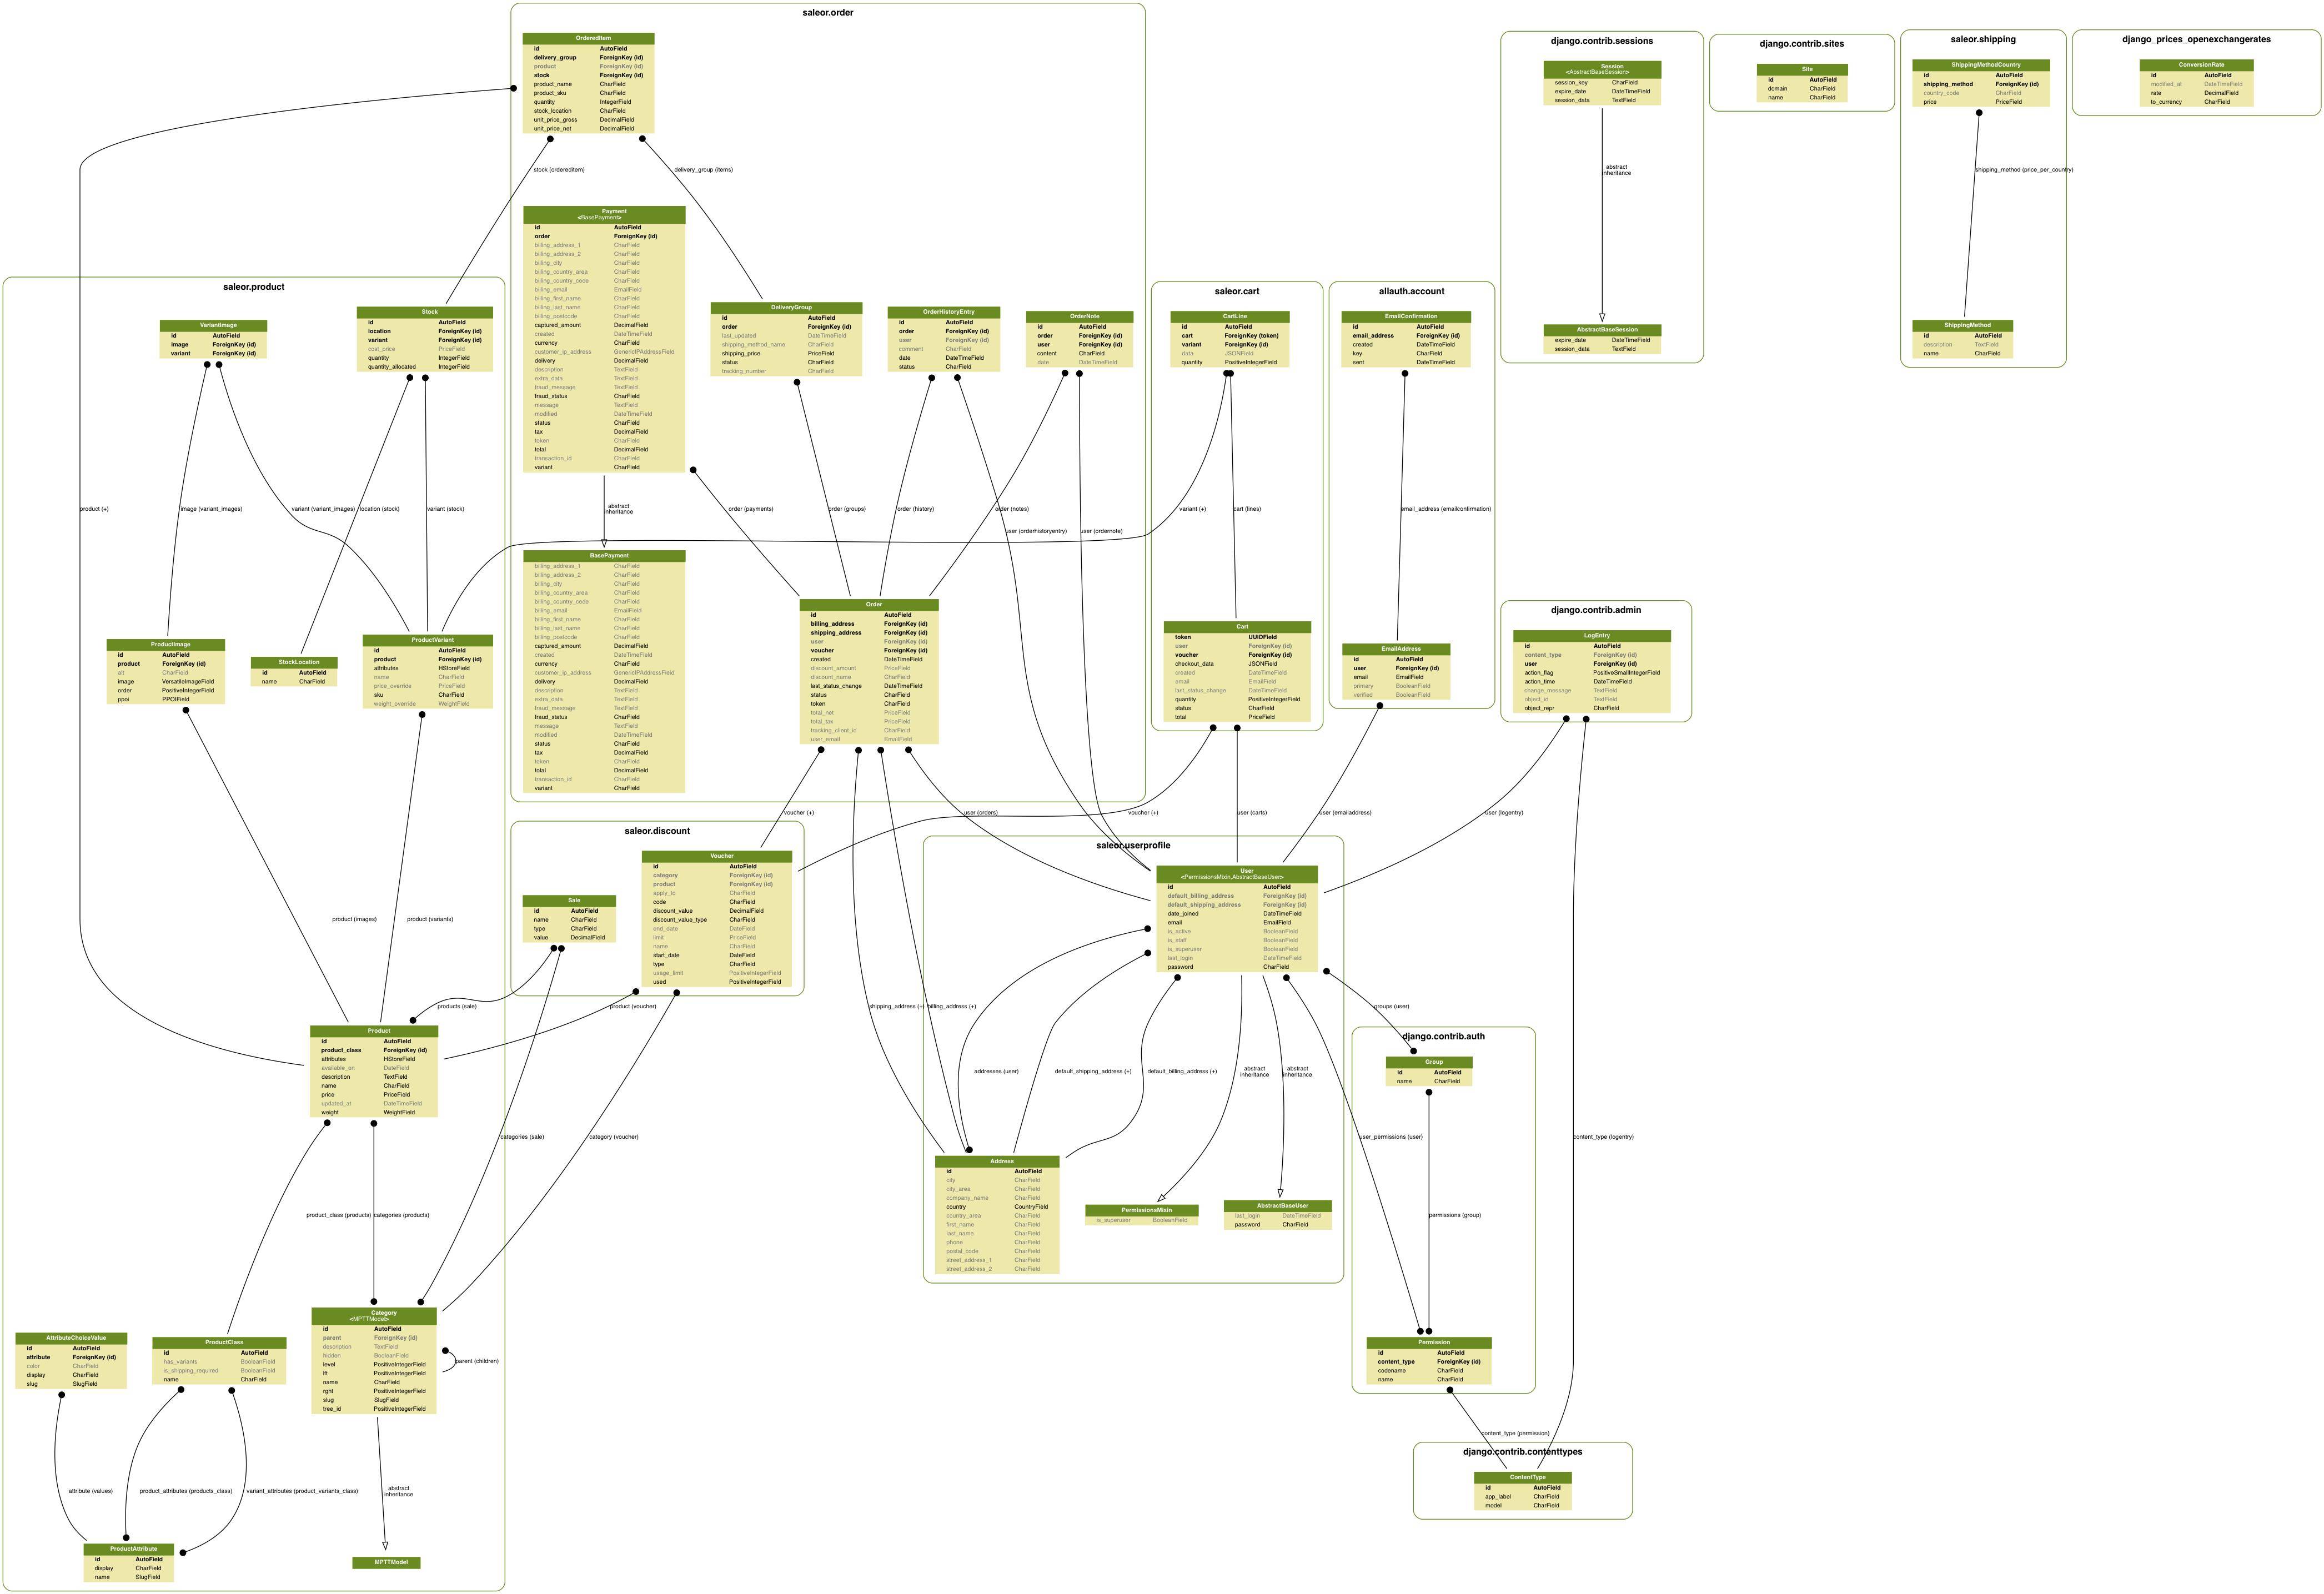 saleor.order
OrderedItem
id AutoField
delivery_group ForeignKey (id)
product ForeignKey (id)
stock ForeignKey (id)
product_name CharField
product_sku CharField
quantity IntegerField
stock_location CharField
unit_price_gross DecimalField
unit_price_net DecimalField
stock (ordereditem)
delivery_group (items)
Payment
<BasePayment>
id AutoField
order ForeignKey (id)
billing_address_1 CharField
billing_address_2 CharField
billing_city CharField
billing_country_area CharField
billing_country_code CharField
billing_email EmailField
billing_first_name CharField
billing_last_name CharField
billing_postcode CharField
captured_amount DecimalField
created DateTimeField
currency CharField
customer_ip_address GenericIPAddressField
delivery DecimalField
description TextField
extra_data TextField
fraud_message TextField
fraud_status CharField
message TextField
modified DateTimeField
status CharField
tax DecimalField
token CharField
total DecimalField
transaction_id CharField
variant CharField
abstract
inheritance
BasePayment
billing_address_1 CharField
billing_address_2 CharField
billing_city CharField
billing_country_area CharField
billing_country_code CharField
billing_email EmailField
billing_first_name CharField
billing_last_name CharField
billing_postcode CharField
captured_amount DecimalField
created DateTimeField
currency CharField
customer_ip_address GenericIPAddressField
delivery DecimalField
description TextField
extra_data TextField
fraud_message TextField
fraud_status CharField
message TextField
modified DateTimeField
status CharField
tax DecimalField
token CharField
total DecimalField
transaction_id CharField
variant CharField
DeliveryGroup
id AutoField
order ForeignKey (id)
last_updated DateTimeField
shipping_method_name CharField
shipping_price PriceField
status CharField
tracking_number CharField
OrderHistoryEntry
id AutoField
order ForeignKey (id)
user ForeignKey (id)
comment CharField
date DateTimeField
status CharField
OrderNote
id AutoField
order ForeignKey (id)
user ForeignKey (id)
content CharField
date DateTimeField
order (payments)
order (groups)
order (history)
order (notes)
user (orderhistoryentry)
user (ordernote)
Order
id AutoField
billing_address ForeignKey (id)
shipping_address ForeignKey (id)
user ForeignKey (id)
voucher ForeignKey (id)
created DateTimeField
discount_amount PriceField
discount_name CharField
last_status_change DateTimeField
status CharField
token CharField
total_net PriceField
total_tax PriceField
tracking_client_id CharField
user_email EmailField
saleor.product
VariantImage
id AutoField
image ForeignKey (id)
variant ForeignKey (id)
Stock
id AutoField
location ForeignKey (id)
variant ForeignKey (id)
cost_price PriceField
quantity IntegerField
quantity_allocated IntegerField
product (+)
image (variant_images)
variant (variant_images)
location (stock)
variant (stock)
ProductImage
id AutoField
product ForeignKey (id)
alt CharField
image VersatileImageField
order PositiveIntegerField
ppoi PPOIField
StockLocation
id AutoField
name CharField
ProductVariant
id AutoField
product ForeignKey (id)
attributes HStoreField
name CharField
price_override PriceField
sku CharField
weight_override WeightField
product (images)
product (variants)
Product
id AutoField
product_class ForeignKey (id)
attributes HStoreField
available_on DateField
description TextField
name CharField
price PriceField
updated_at DateTimeField
weight WeightField
product_class (products)
categories (products)
Category
<MPTTModel>
id AutoField
parent ForeignKey (id)
description TextField
hidden BooleanField
level PositiveIntegerField
lft PositiveIntegerField
name CharField
rght PositiveIntegerField
slug SlugField
tree_id PositiveIntegerField
parent (children)
AttributeChoiceValue
id AutoField
attribute ForeignKey (id)
color CharField
display CharField
slug SlugField
ProductClass
id AutoField
has_variants BooleanField
is_shipping_required BooleanField
name CharField
attribute (values)
product_attributes (products_class)
variant_attributes (product_variants_class)
abstract
inheritance
ProductAttribute
id AutoField
display CharField
name SlugField
MPTTModel
saleor.discount
Sale
id AutoField
name CharField
type CharField
value DecimalField
Voucher
id AutoField
category ForeignKey (id)
product ForeignKey (id)
apply_to CharField
code CharField
discount_value DecimalField
discount_value_type CharField
end_date DateField
limit PriceField
name CharField
start_date DateField
type CharField
usage_limit PositiveIntegerField
used PositiveIntegerField
voucher (+)
products (sale)
product (voucher)
categories (sale)
category (voucher)
saleor.cart
CartLine
id AutoField
cart ForeignKey (token)
variant ForeignKey (id)
data JSONField
quantity PositiveIntegerField
variant (+)
cart (lines)
Cart
token UUIDField
user ForeignKey (id)
voucher ForeignKey (id)
checkout_data JSONField
created DateTimeField
email EmailField
last_status_change DateTimeField
quantity PositiveIntegerField
status CharField
total PriceField
allauth.account
EmailConfirmation
id AutoField
email_address ForeignKey (id)
created DateTimeField
key CharField
sent DateTimeField
email_address (emailconfirmation)
EmailAddress
id AutoField
user ForeignKey (id)
email EmailField
primary BooleanField
verified BooleanField
user (orders)
voucher (+)
user (carts)
user (emailaddress)
user (logentry)
saleor.userprofile
User
<PermissionsMixin,AbstractBaseUser>
id AutoField
default_billing_address ForeignKey (id)
default_shipping_address ForeignKey (id)
date_joined DateTimeField
email EmailField
is_active BooleanField
is_staff BooleanField
is_superuser BooleanField
last_login DateTimeField
password CharField
shipping_address (+)
billing_address (+)
addresses (user)
default_shipping_address (+)
default_billing_address (+)
abstract
inheritance
abstract
inheritance
Address
id AutoField
city CharField
city_area CharField
company_name CharField
country CountryField
country_area CharField
first_name CharField
last_name CharField
phone CharField
postal_code CharField
street_address_1 CharField
street_address_2 CharField
PermissionsMixin
is_superuser BooleanField
AbstractBaseUser
last_login DateTimeField
password CharField
django.contrib.sessions
Session
<AbstractBaseSession>
session_key CharField
expire_date DateTimeField
session_data TextField
abstract
inheritance
AbstractBaseSession
expire_date DateTimeField
session_data TextField
django.contrib.sites
Site
id AutoField
domain CharField
name CharField
saleor.shipping
ShippingMethodCountry
id AutoField
shipping_method ForeignKey (id)
country_code CharField
price PriceField
shipping_method (price_per_country)
ShippingMethod
id AutoField
description TextField
name CharField
django_prices_openexchangerates
ConversionRate
id AutoField
modified_at DateTimeField
rate DecimalField
to_currency CharField
django.contrib.admin
LogEntry
id AutoField
content_type ForeignKey (id)
user ForeignKey (id)
action_flag PositiveSmallIntegerField
action_time DateTimeField
change_message TextField
object_id TextField
object_repr CharField
groups (user)
django.contrib.auth
Group
id AutoField
name CharField
user_permissions (user)
permissions (group)
content_type (logentry)
Permission
id AutoField
content_type ForeignKey (id)
codename CharField
name CharField
content_type (permission)
django.contrib.contenttypes
ContentType
id AutoField
app_label CharField
model CharField